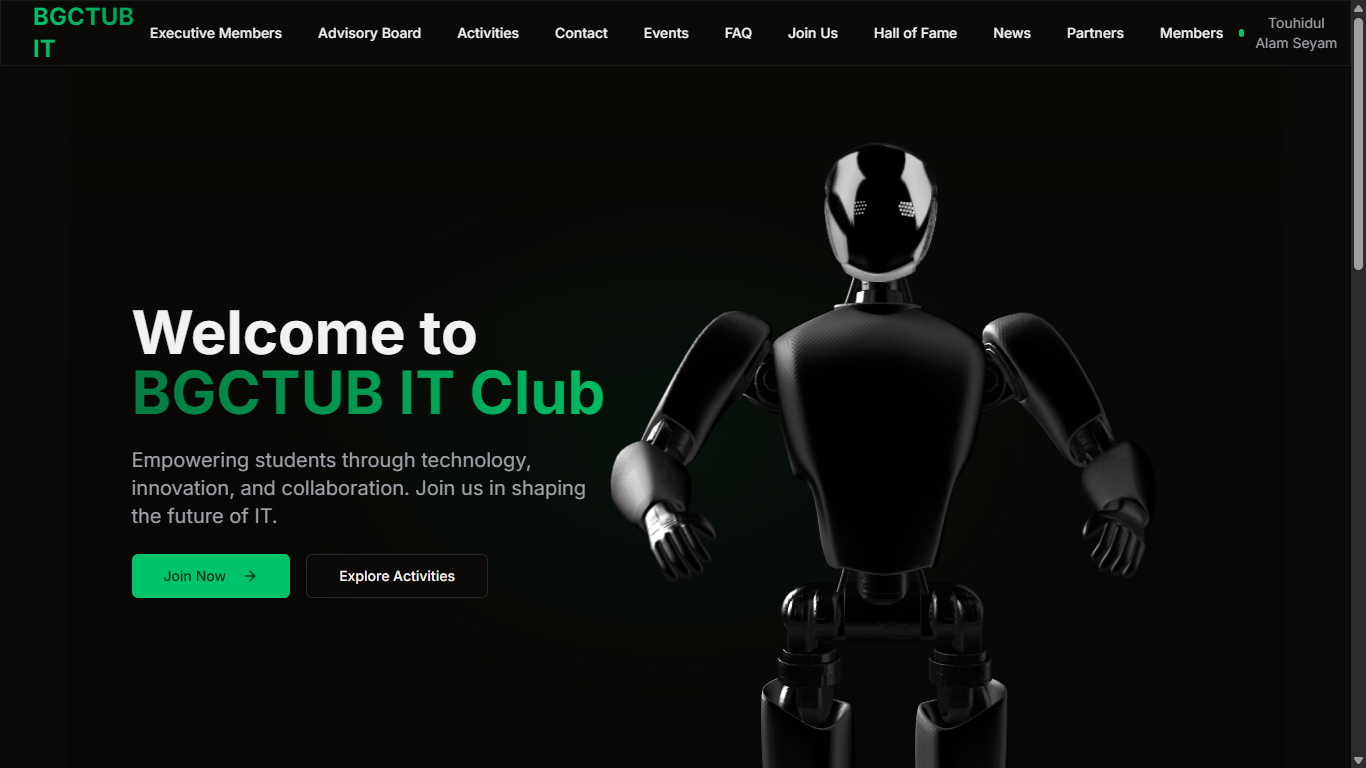 BGCTUB
IT
Executive Members
Advisory Board
Activities
Contact
Events
FAQ
Join Us
Hall of Fame
News
Partners
Members
Touhidul
Alam Seyam
Welcome to
BGCTUB IT Club
Empowering students through technology,
innovation, and collaboration. Join us in shaping
the future of IT.
Join Now
Explore Activities